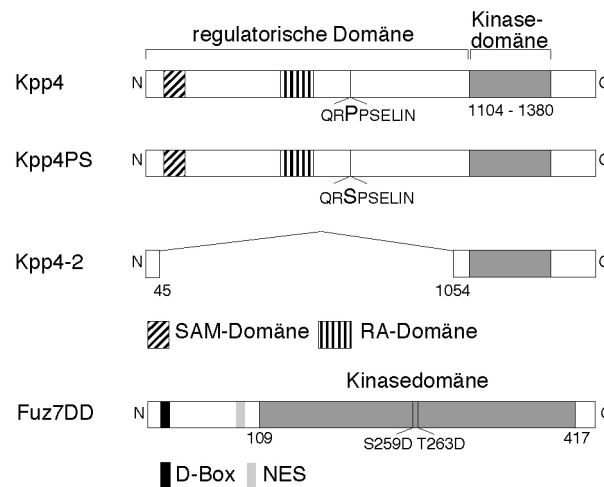 regulatorische Domäne
Kinase-
domäne
Kpp4 N C
QRPPSELIN 1104 - 1380
Kpp4PS N C
QRSPSELIN
Kpp4-2 N C
45 1054
SAM-Domäne RA-Domäne
Kinasedomäne
Fuz7DD N C
109 S259D T263D 417
D-Box NES